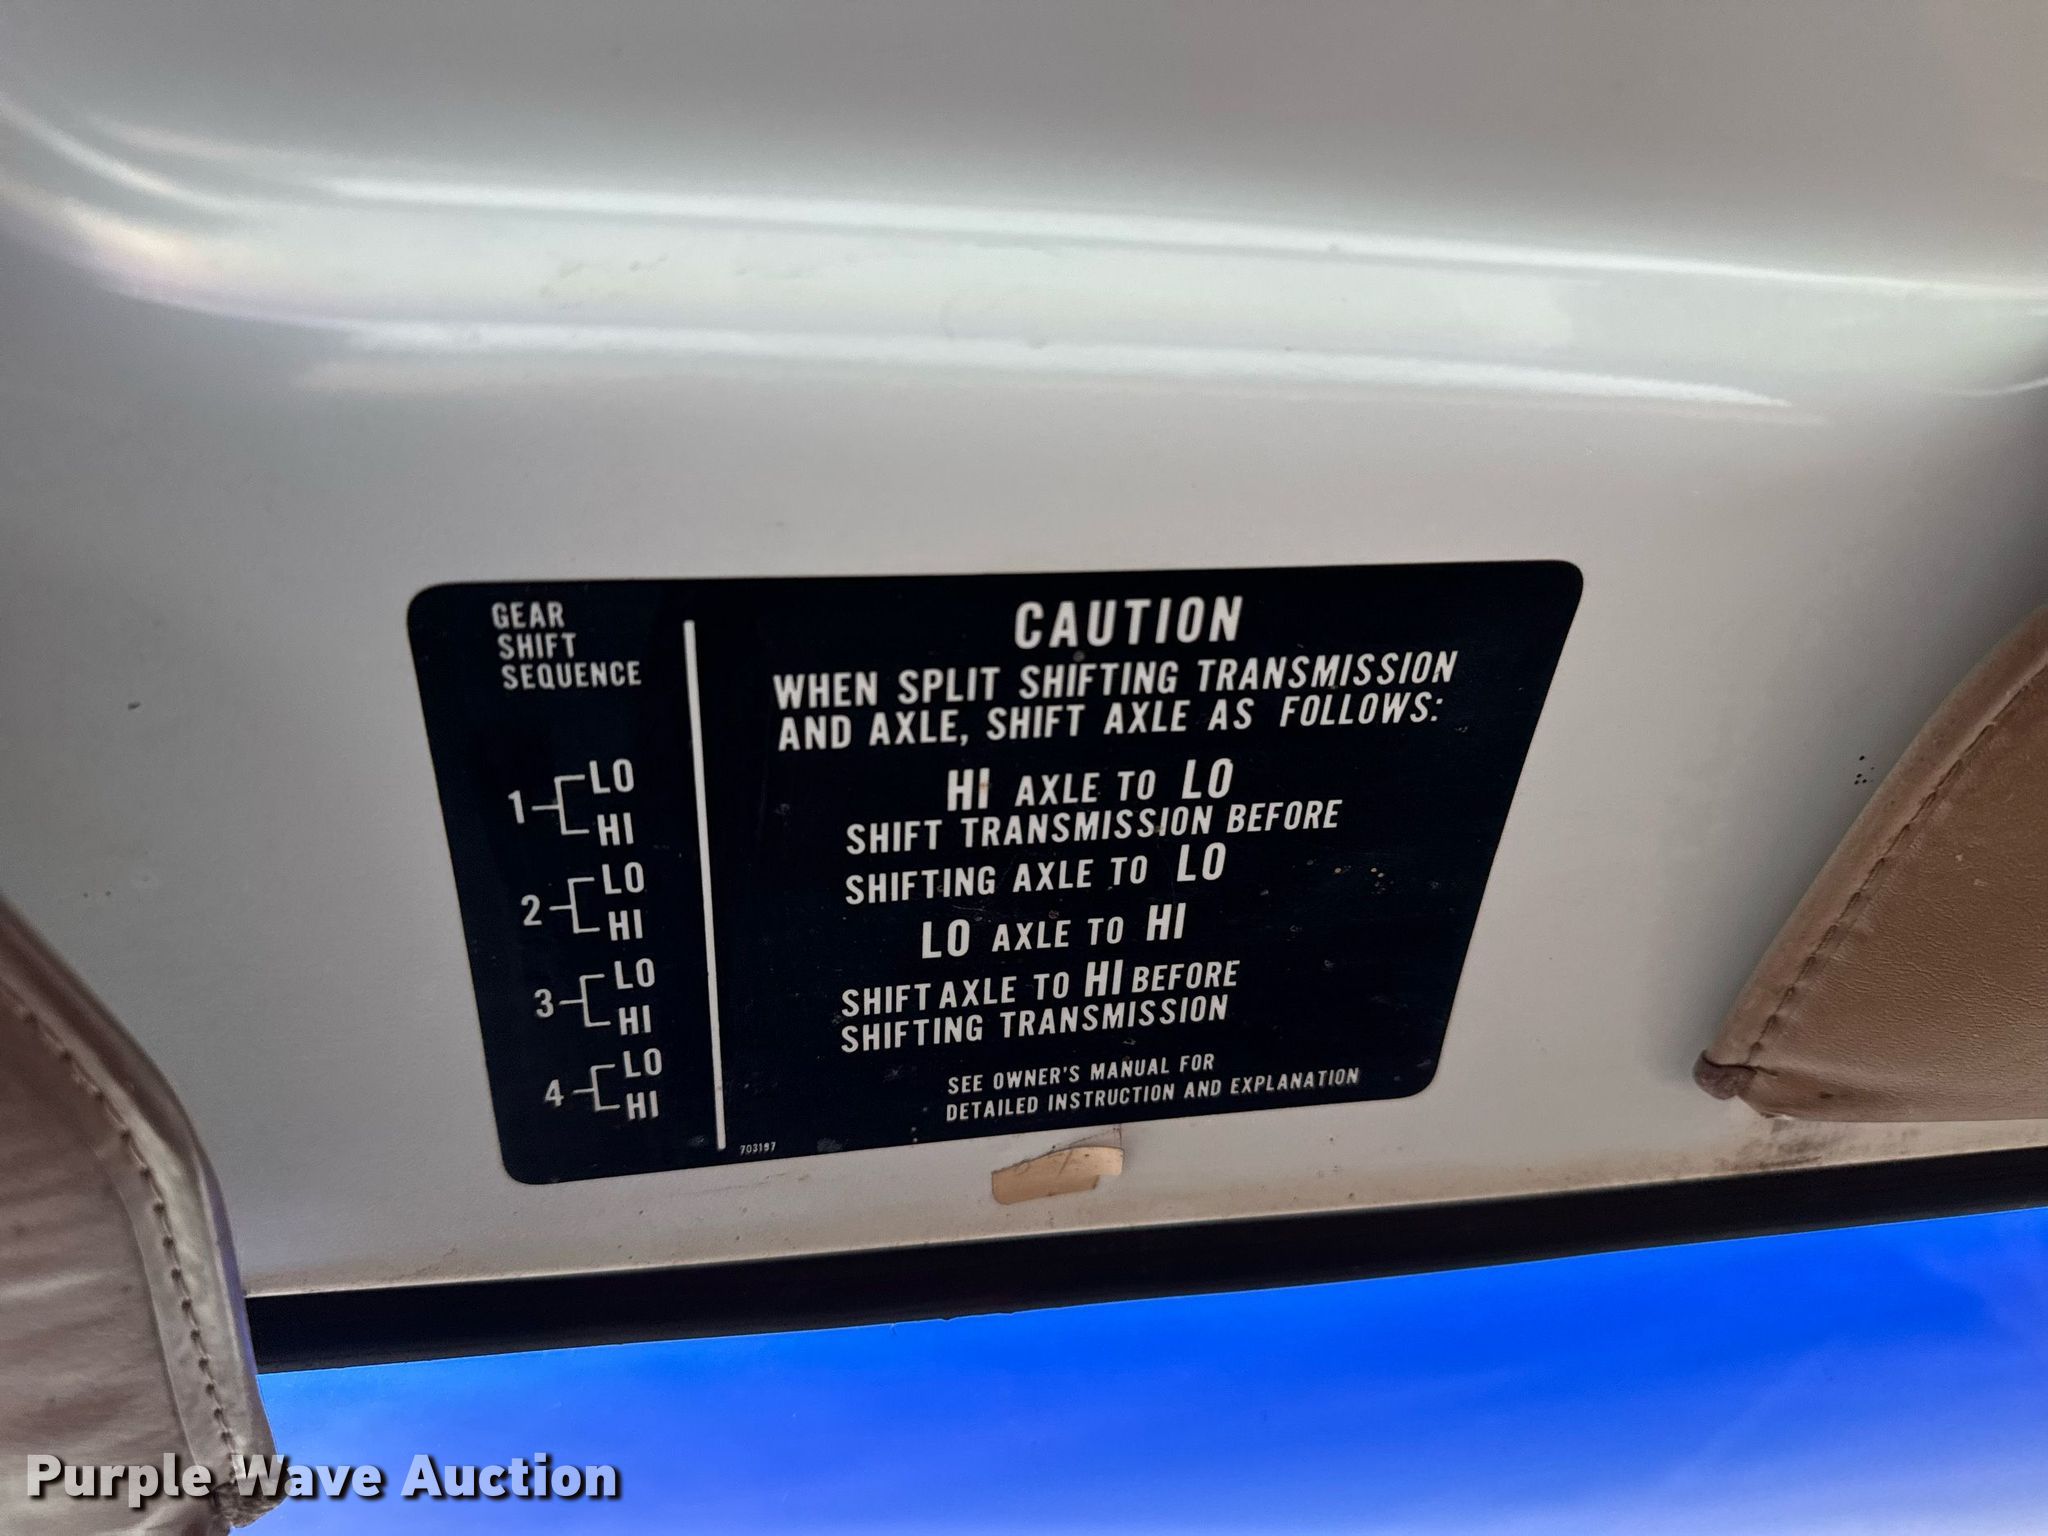 GEAR
SHIFT
SEQUENCE
1 LO
HI
2 LO
HI
3 LO
HI
4 LO
HI
CAUTION
WHEN SPLIT SHIFTING TRANSMISSION
AND AXLE, SHIFT AXLE AS FOLLOWS:
HI AXLE TO LO
SHIFT TRANSMISSION BEFORE
SHIFTING AXLE TO LO
LO AXLE TO HI
SHIFT AXLE TO HI BEFORE
SHIFTING TRANSMISSION
SEE OWNER'S MANUAL FOR
DETAILED INSTRUCTION AND EXPLANATION
703197
Purple Wave Auction